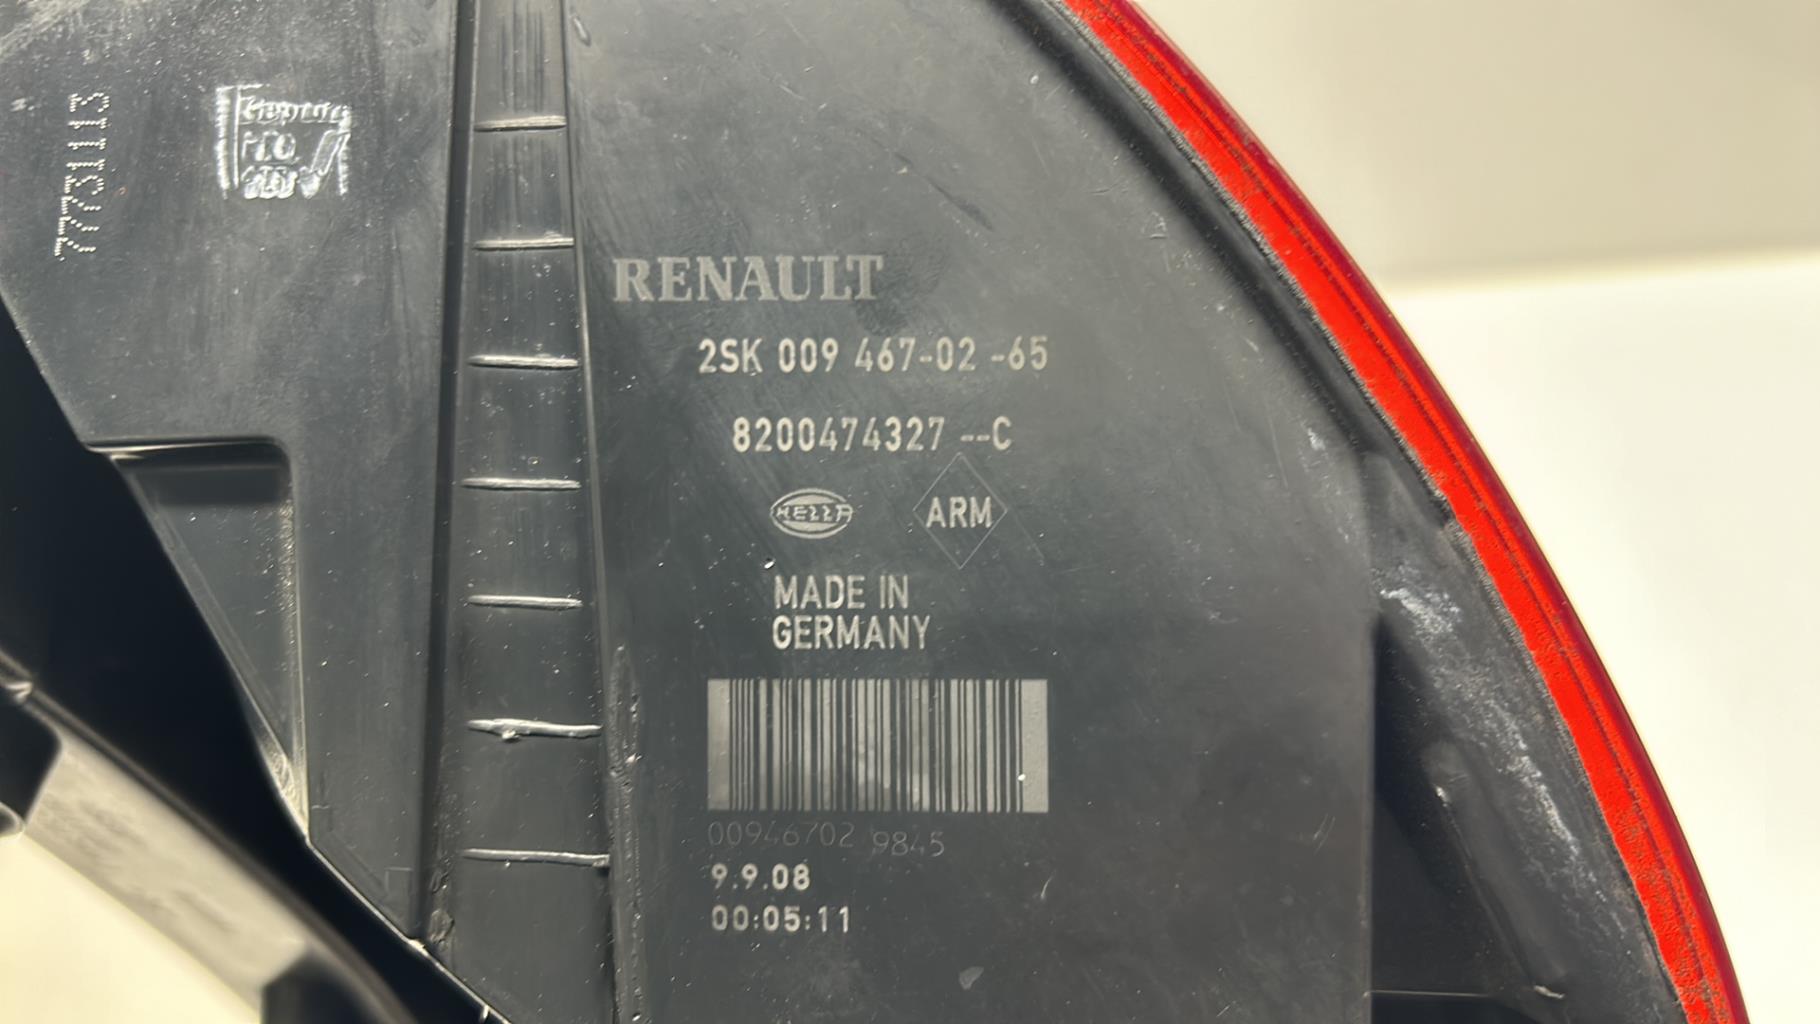 77731113
RENAULT
2SK 009 467-02 -65
8200474327 --C
HELLA
ARM
MADE IN
GERMANY
00946702 9845
9.9.08
00:05:11